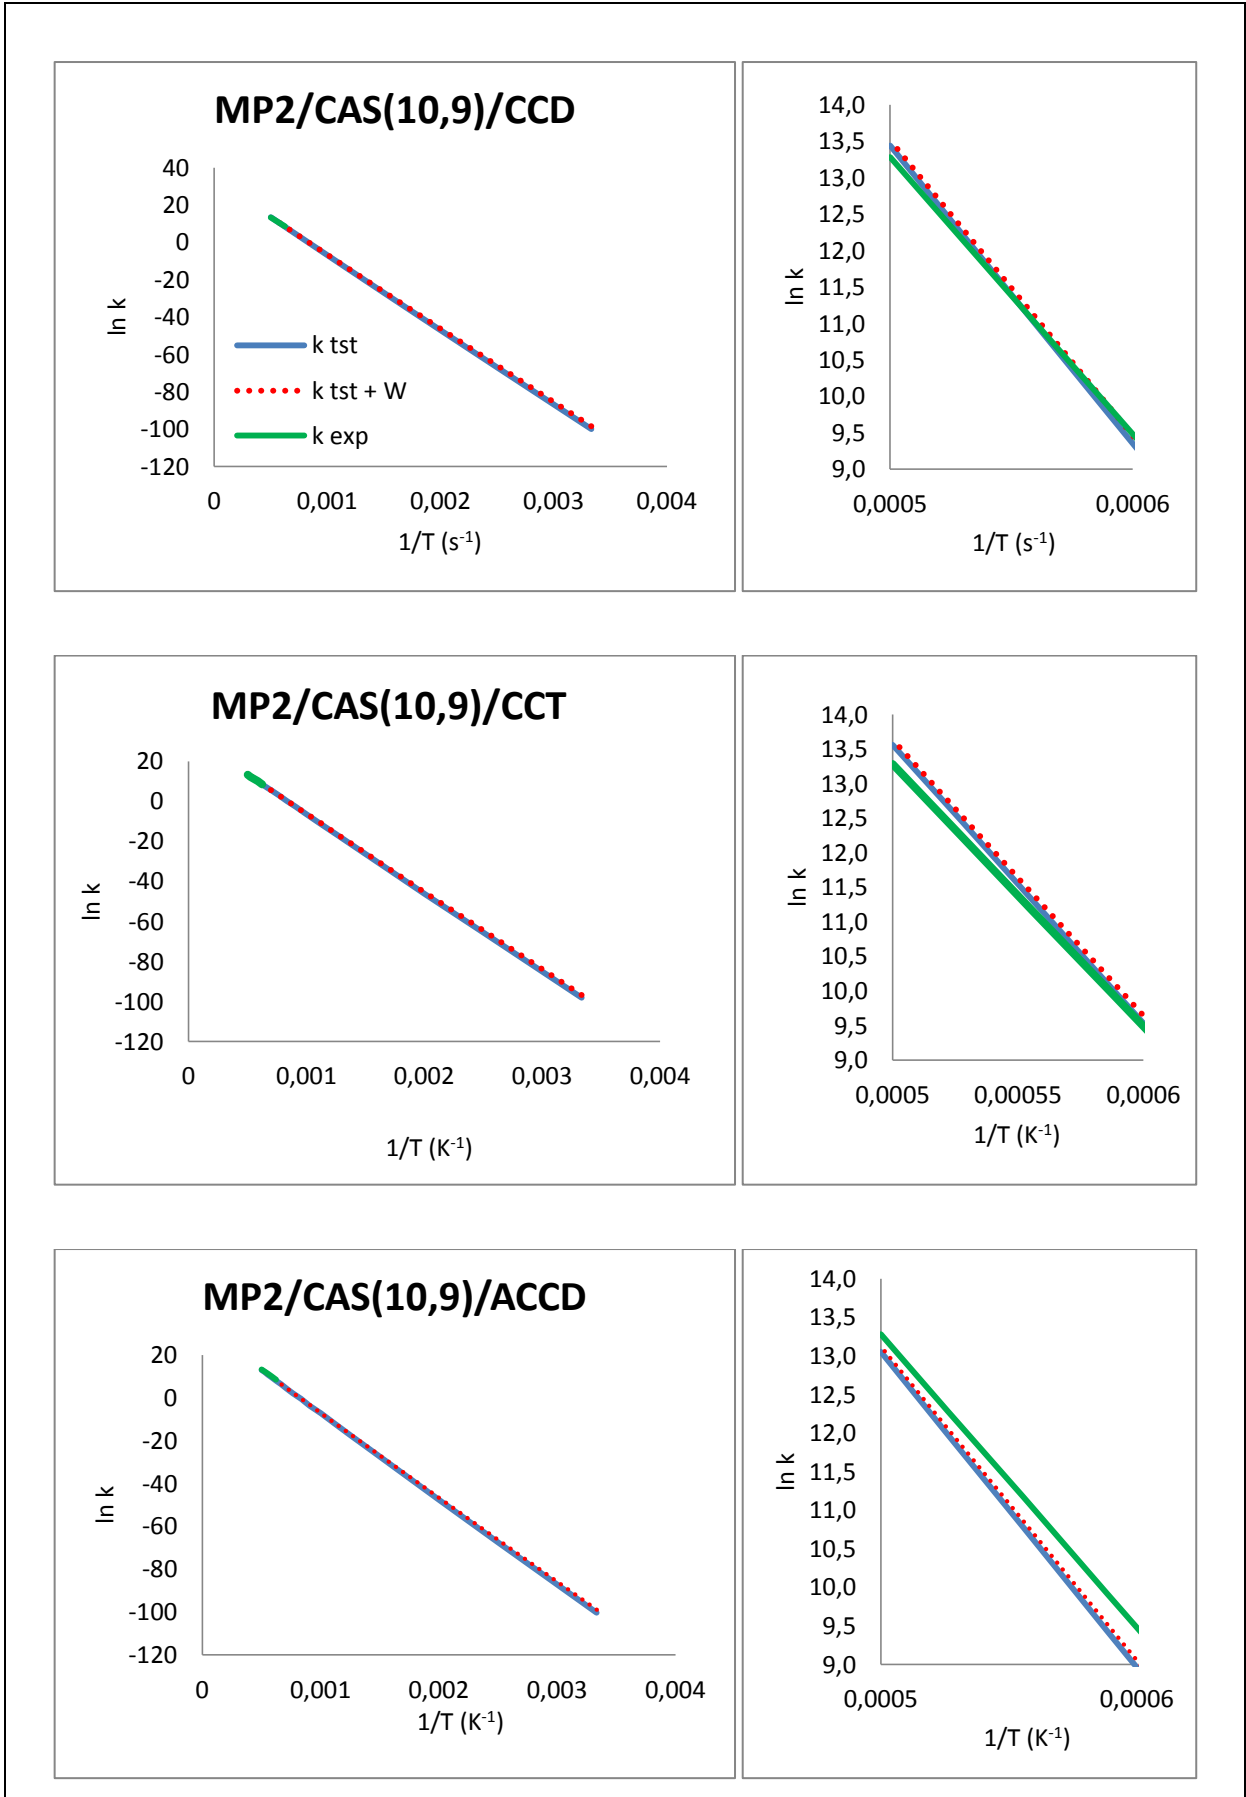 MP2/CAS(10,9)/CCD
40
20
0
-20
-40
-60
-80
-100
-120
ln k
k tst
k tst + W
k exp
0 0,001 0,002 0,003 0,004
1/T (s-1)
14,0
13,5
13,0
12,5
12,0
11,5
11,0
10,5
10,0
9,5
9,0
ln k
0,0005 0,0006
1/T (s-1)
MP2/CAS(10,9)/CCT
20
0
-20
-40
-60
-80
-100
-120
ln k
0 0,001 0,002 0,003 0,004
1/T (K-1)
14,0
13,5
13,0
12,5
12,0
11,5
11,0
10,5
10,0
9,5
9,0
ln k
0,0005 0,00055 0,0006
1/T (K-1)
MP2/CAS(10,9)/ACCD
20
0
-20
-40
-60
-80
-100
-120
ln k
0 0,001 0,002 0,003 0,004
1/T (K-1)
14,0
13,5
13,0
12,5
12,0
11,5
11,0
10,5
10,0
9,5
9,0
ln k
0,0005 0,0006
1/T (K-1)